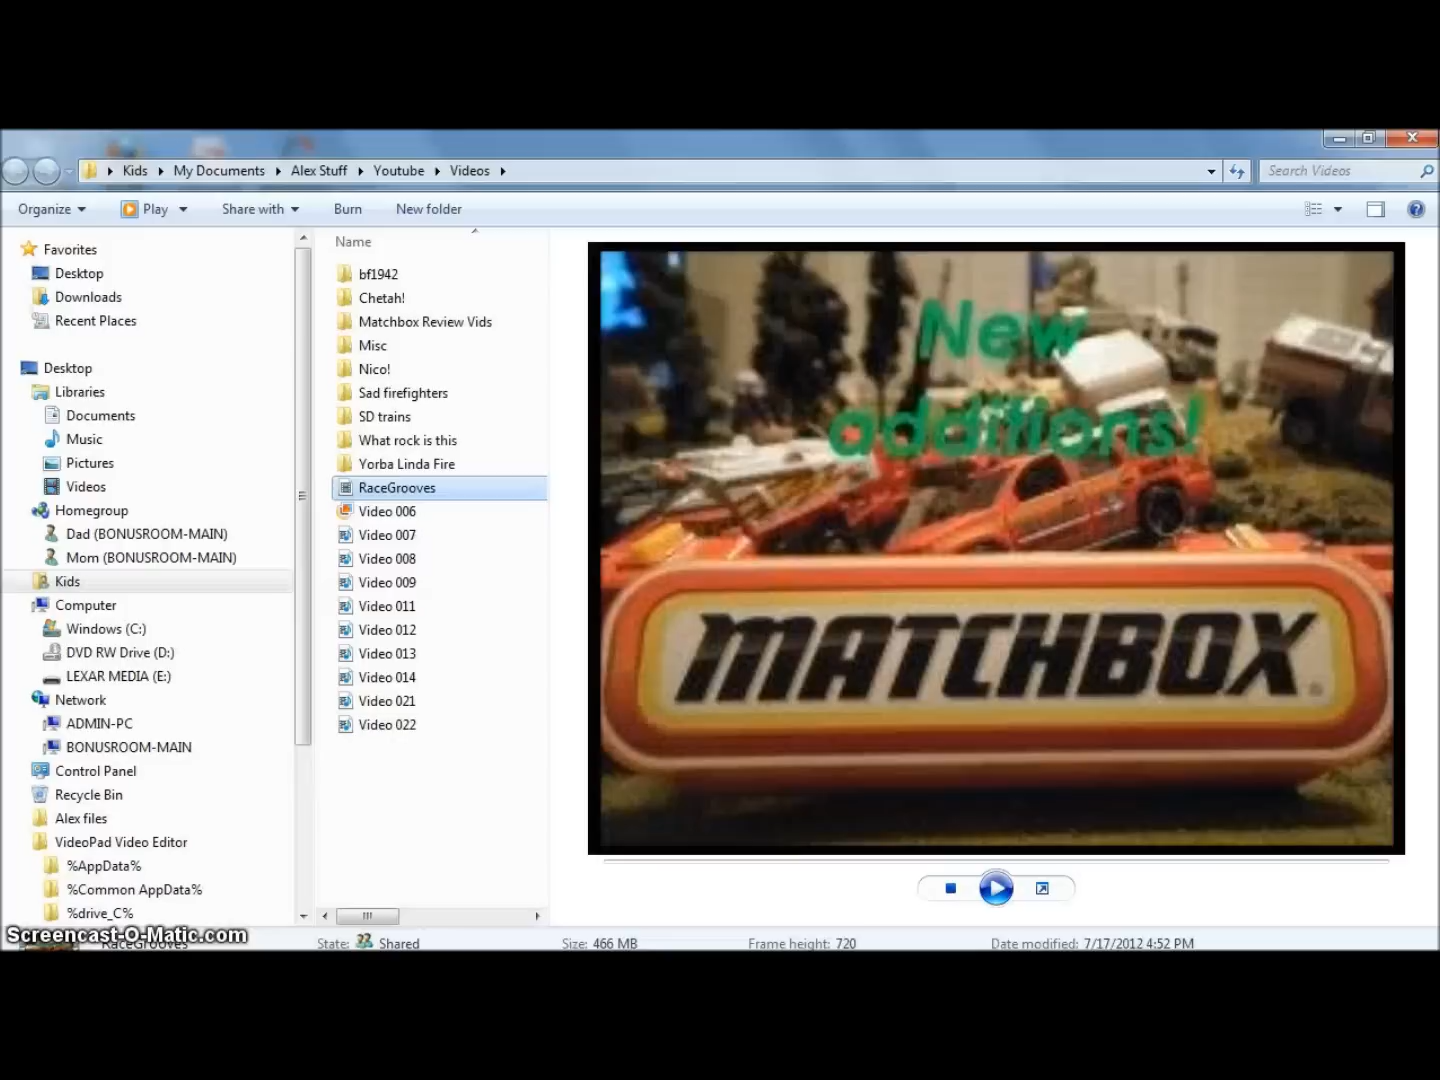 Kids My Documents Alex Stuff Youtube Videos
Search Videos
Organize Play Share with Burn New folder
Favorites
Desktop
Downloads
Recent Places
Desktop
Libraries
Documents
Music
Pictures
Videos
Homegroup
Dad (BONUSROOM-MAIN)
Mom (BONUSROOM-MAIN)
Kids
Computer
Windows (C:)
DVD RW Drive (D:)
LEXAR MEDIA (E:)
Network
ADMIN-PC
BONUSROOM-MAIN
Control Panel
Recycle Bin
Alex files
VideoPad Video Editor
%AppData%
%Common AppData%
%drive_C%
Name
bf1942
Chetah!
Matchbox Review Vids
Misc
Nico!
Sad firefighters
SD trains
What rock is this
Yorba Linda Fire
RaceGrooves
Video 006
Video 007
Video 008
Video 009
Video 011
Video 012
Video 013
Video 014
Video 021
Video 022
New
additions!
MATCHBOX
Screencast-O-Matic.com
RaceGrooves State: Shared Size: 466 MB Frame height: 720 Date modified: 7/17/2012 4:52 PM